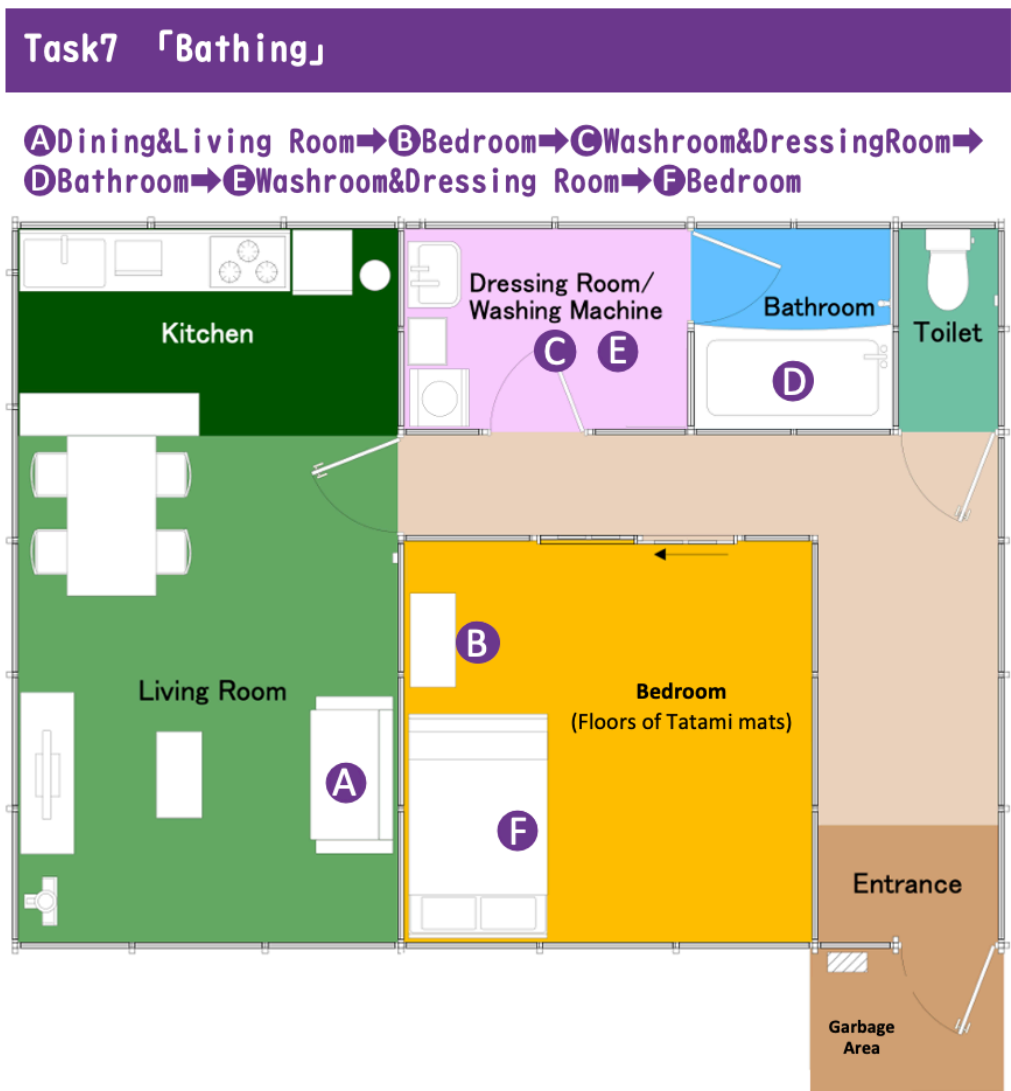 Task7 「Bathing」
ⒶDining&Living Room➡ⒷBedroom➡ⒸWashroom&DressingRoom➡
ⒹBathroom➡ⒺWashroom&Dressing Room➡ⒻBedroom
Kitchen
Dressing Room/
Washing Machine
C E
Bathroom
D
Toilet
B
Living Room
A
Bedroom
(Floors of Tatami mats)
F
Entrance
Garbage
Area